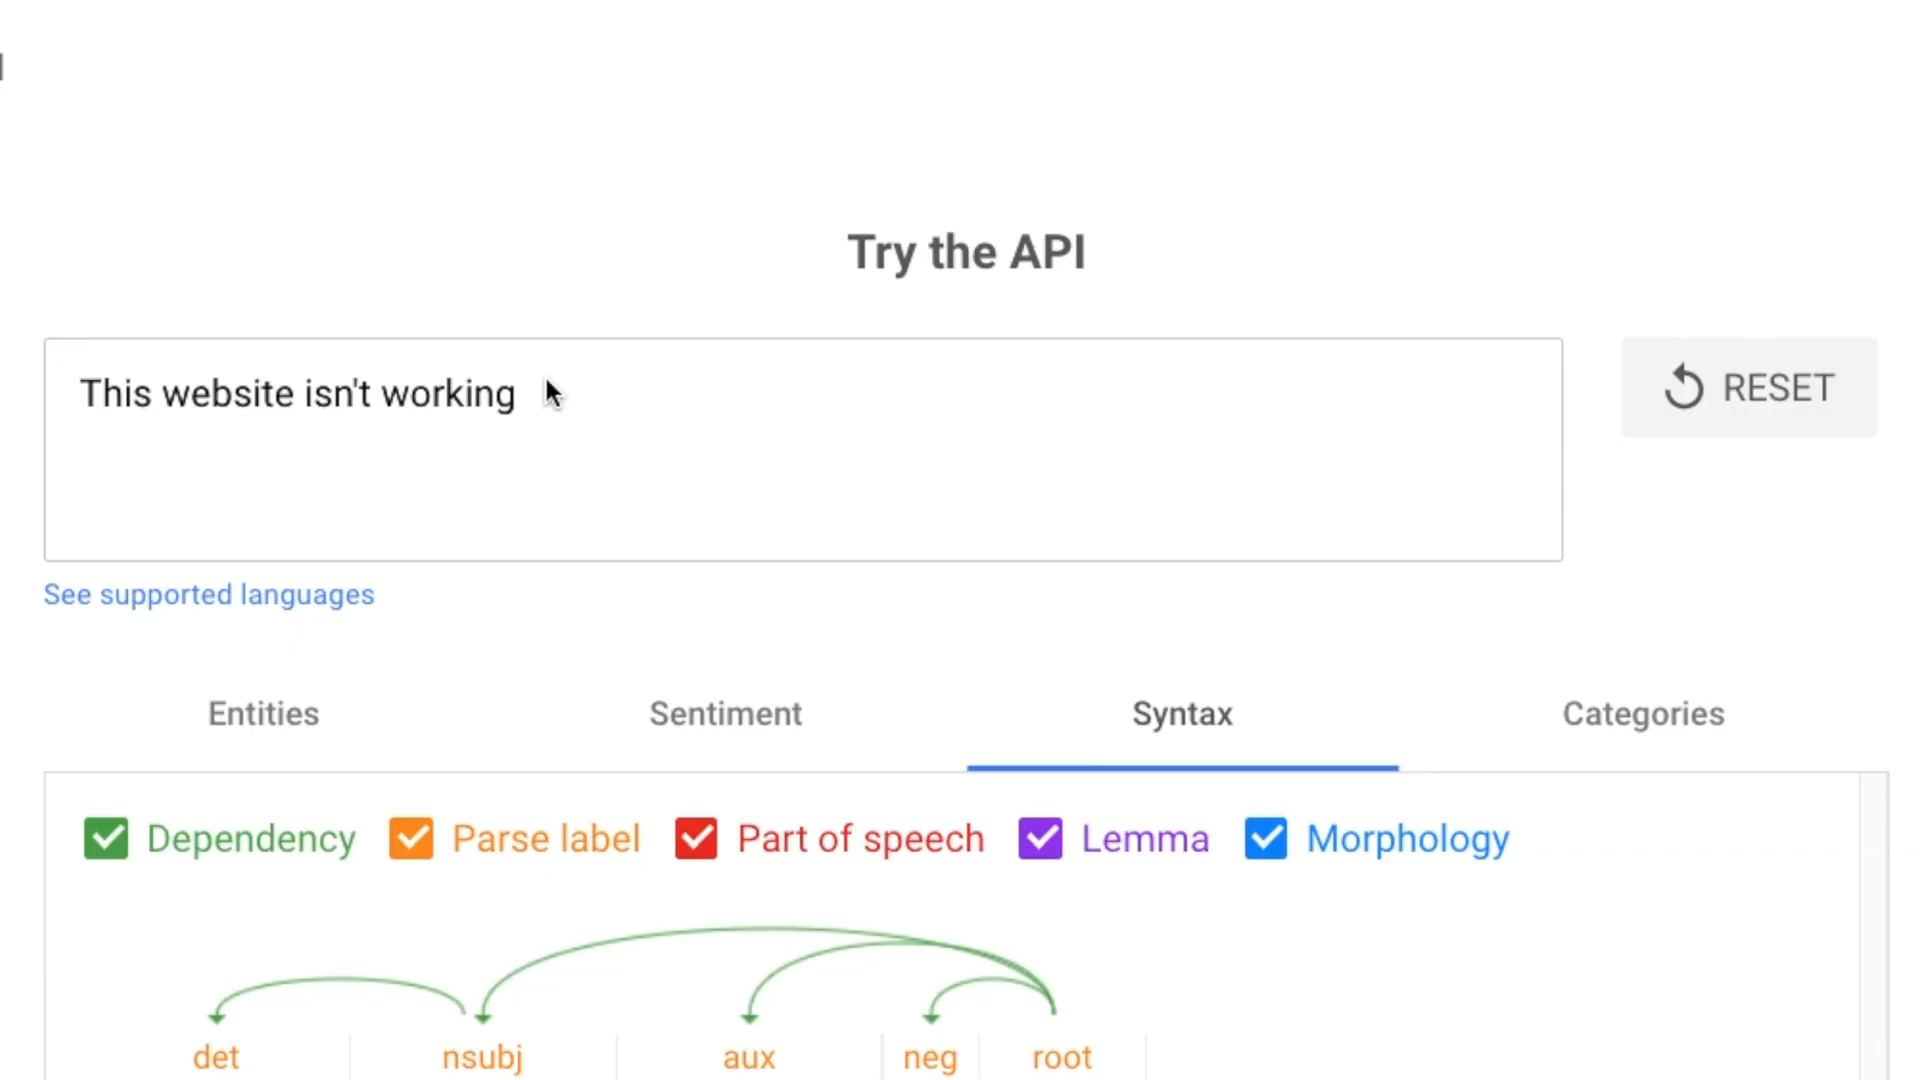 Try the API
This website isn't working
RESET
See supported languages
Entities Sentiment Syntax Categories
Dependency Parse label Part of speech Lemma Morphology
det nsubj aux neg root